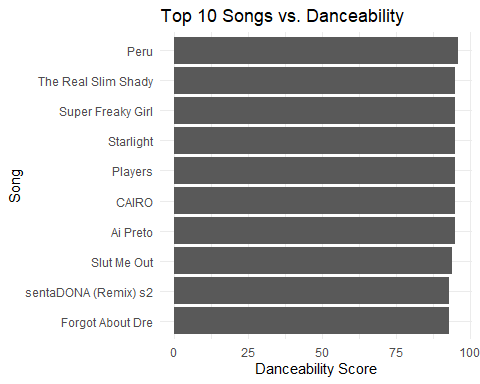 Top 10 Songs vs. Danceability
Song
Peru
The Real Slim Shady
Super Freaky Girl
Starlight
Players
CAIRO
Ai Preto
Slut Me Out
sentaDONA (Remix) s2
Forgot About Dre
0 25 50 75 100
Danceability Score